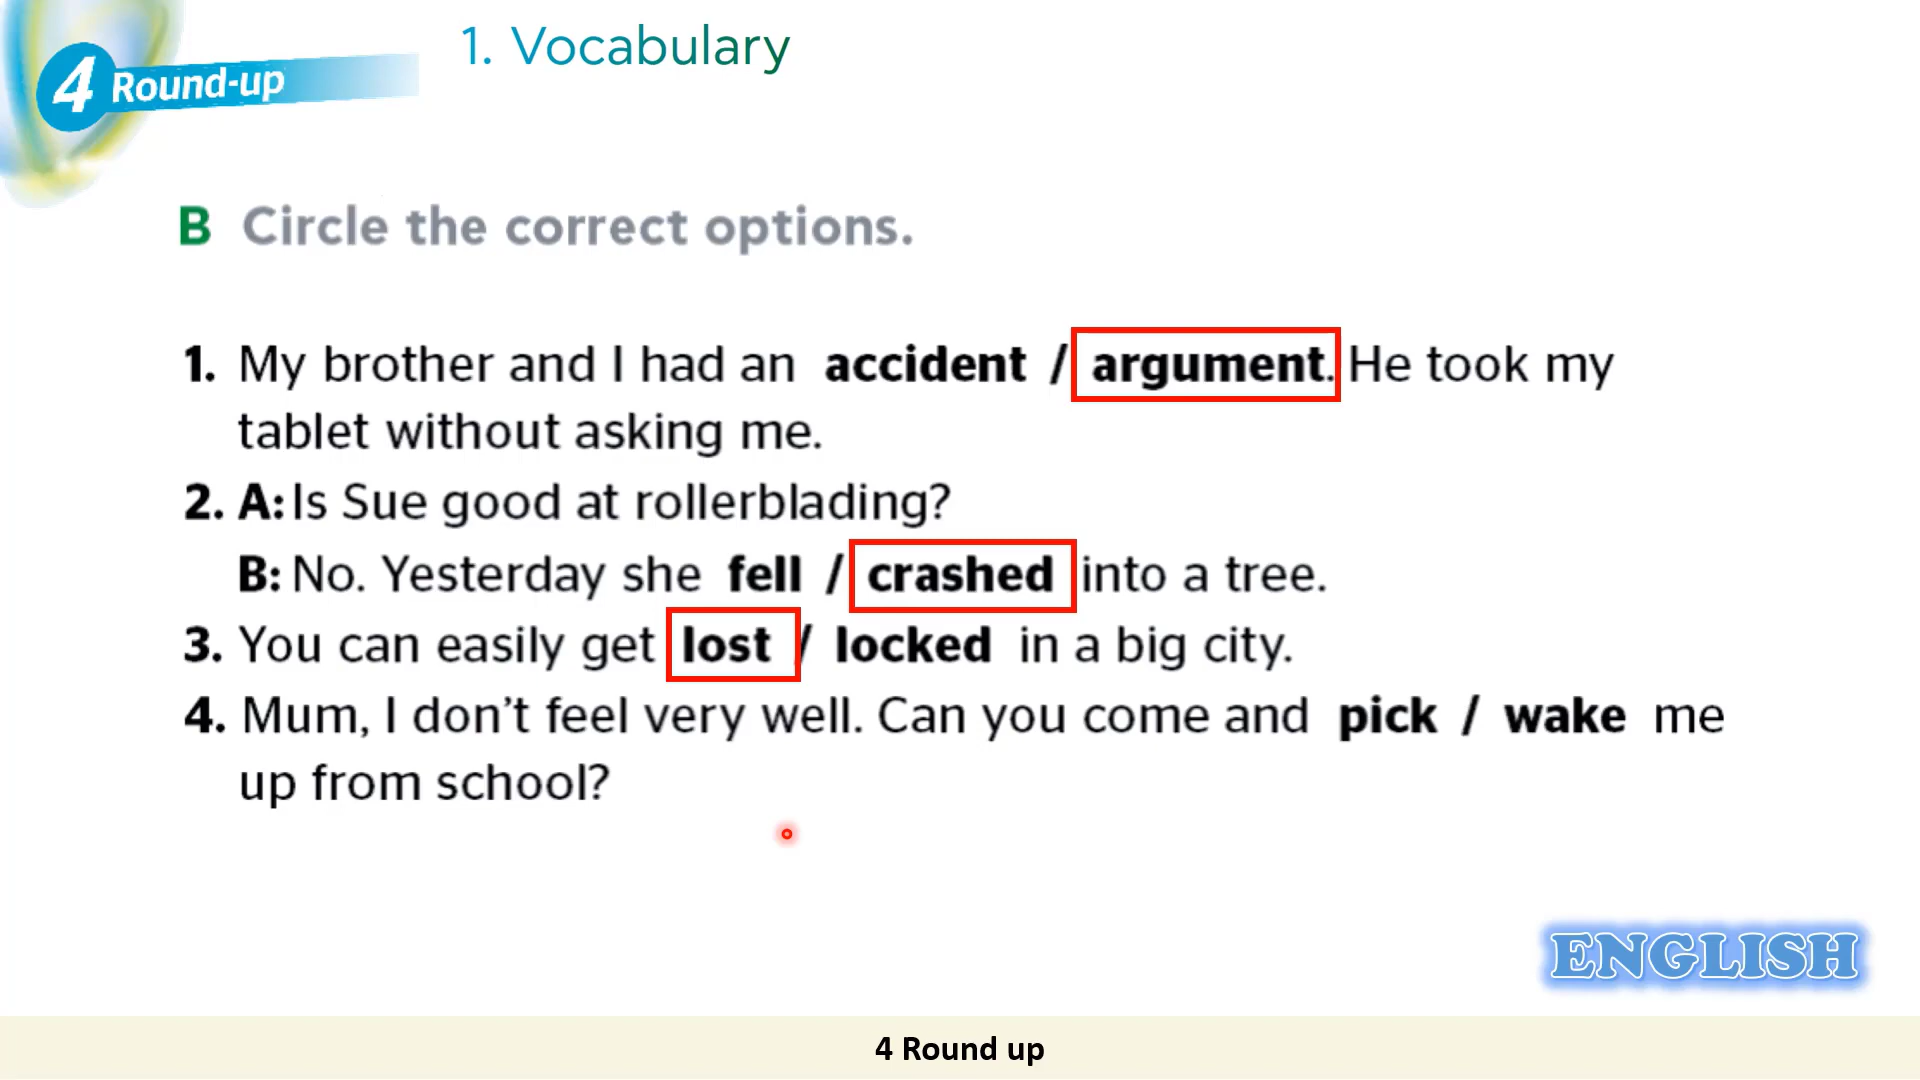 1. Vocabulary
4 Round-up
B Circle the correct options.
1. My brother and I had an accident / argument. He took my
tablet without asking me.
2. A: Is Sue good at rollerblading?
B: No. Yesterday she fell / crashed into a tree.
3. You can easily get lost / locked in a big city.
4. Mum, I don't feel very well. Can you come and pick / wake me
up from school?
ENGLISH
4 Round up